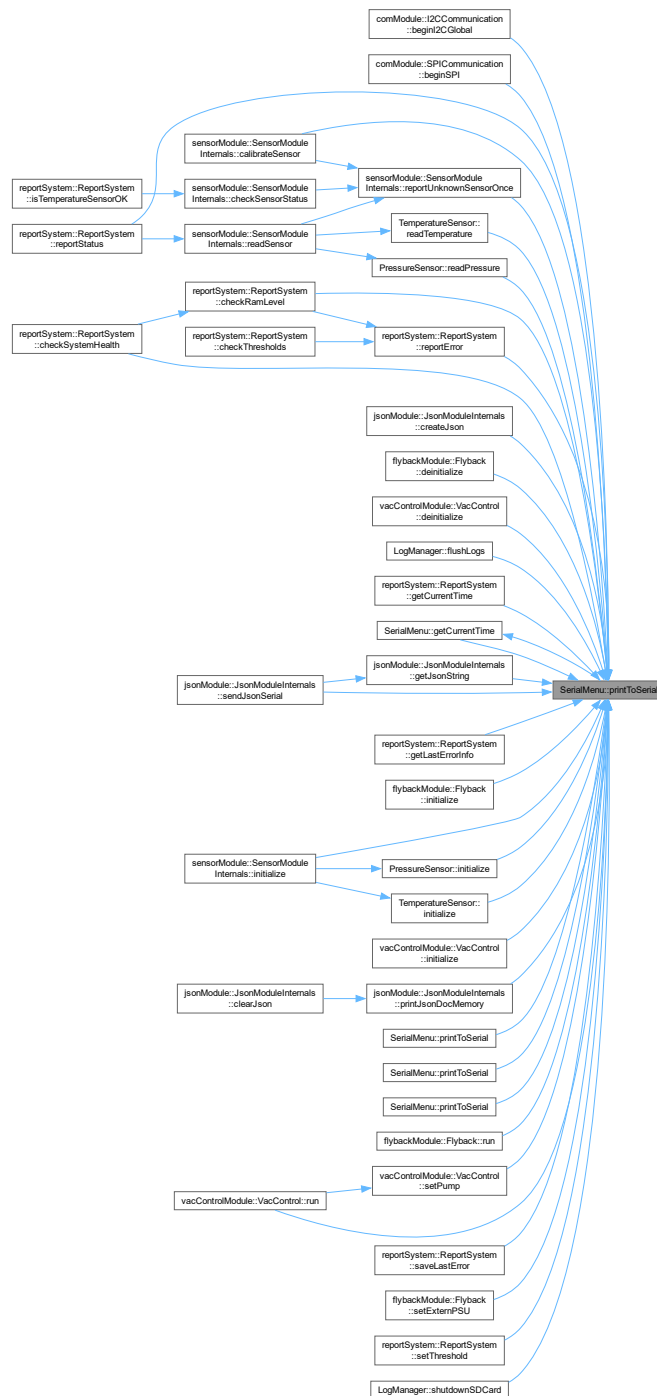 comModule::I2CCommunication
::beginI2CGlobal
comModule::SPICommunication
::beginSPI
sensorModule::SensorModule
Internals::calibrateSensor
sensorModule::SensorModule
Internals::reportUnknownSensorOnce
reportSystem::ReportSystem
::isTemperatureSensorOK
sensorModule::SensorModule
Internals::checkSensorStatus
reportSystem::ReportSystem
::reportStatus
sensorModule::SensorModule
Internals::readSensor
TemperatureSensor::
readTemperature
PressureSensor::readPressure
reportSystem::ReportSystem
::checkRamLevel
reportSystem::ReportSystem
::checkSystemHealth
reportSystem::ReportSystem
::checkThresholds
reportSystem::ReportSystem
::reportError
jsonModule::JsonModuleInternals
::createJson
flybackModule::Flyback
::deinitialize
vacControlModule::VacControl
::deinitialize
LogManager::flushLogs
reportSystem::ReportSystem
::getCurrentTime
SerialMenu::getCurrentTime
jsonModule::JsonModuleInternals
::getJsonString
jsonModule::JsonModuleInternals
::sendJsonSerial
SerialMenu::printToSerial
reportSystem::ReportSystem
::getLastErrorInfo
flybackModule::Flyback
::initialize
sensorModule::SensorModule
Internals::initialize
PressureSensor::initialize
TemperatureSensor::
initialize
vacControlModule::VacControl
::initialize
jsonModule::JsonModuleInternals
::clearJson
jsonModule::JsonModuleInternals
::printJsonDocMemory
SerialMenu::printToSerial
SerialMenu::printToSerial
SerialMenu::printToSerial
flybackModule::Flyback::run
vacControlModule::VacControl
::setPump
vacControlModule::VacControl::run
reportSystem::ReportSystem
::saveLastError
flybackModule::Flyback
::setExternPSU
reportSystem::ReportSystem
::setThreshold
LogManager::shutdownSDCard